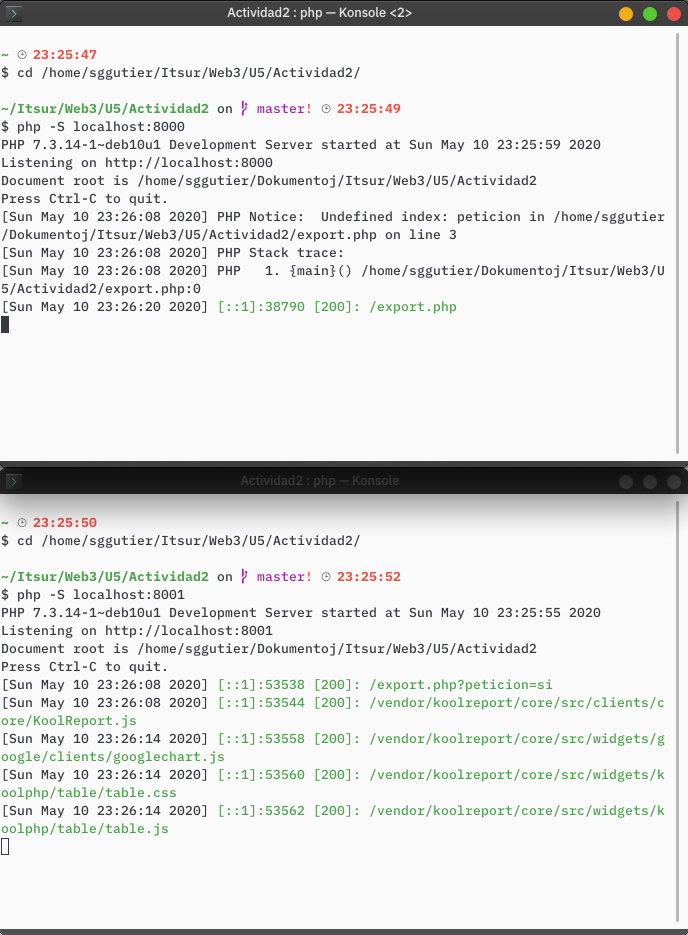 Actividad2 : php — Konsole <2>
~ 23:25:47
$ cd /home/sggutier/Itsur/Web3/U5/Actividad2/
~/Itsur/Web3/U5/Actividad2 on master! 23:25:49
$ php -S localhost:8000
PHP 7.3.14-1~deb10u1 Development Server started at Sun May 10 23:25:59 2020
Listening on http://localhost:8000
Document root is /home/sggutier/Dokumentoj/Itsur/Web3/U5/Actividad2
Press Ctrl-C to quit.
[Sun May 10 23:26:08 2020] PHP Notice:  Undefined index: peticion in /home/sggutier
/Dokumentoj/Itsur/Web3/U5/Actividad2/export.php on line 3
[Sun May 10 23:26:08 2020] PHP Stack trace:
[Sun May 10 23:26:08 2020] PHP   1. {main}() /home/sggutier/Dokumentoj/Itsur/Web3/U
5/Actividad2/export.php:0
[Sun May 10 23:26:20 2020] [::1]:38790 [200]: /export.php
Actividad2 : php — Konsole
~ 23:25:50
$ cd /home/sggutier/Itsur/Web3/U5/Actividad2/
~/Itsur/Web3/U5/Actividad2 on master! 23:25:52
$ php -S localhost:8001
PHP 7.3.14-1~deb10u1 Development Server started at Sun May 10 23:25:55 2020
Listening on http://localhost:8001
Document root is /home/sggutier/Dokumentoj/Itsur/Web3/U5/Actividad2
Press Ctrl-C to quit.
[Sun May 10 23:26:08 2020] [::1]:53538 [200]: /export.php?peticion=si
[Sun May 10 23:26:08 2020] [::1]:53544 [200]: /vendor/koolreport/core/src/clients/c
ore/KoolReport.js
[Sun May 10 23:26:14 2020] [::1]:53558 [200]: /vendor/koolreport/core/src/widgets/g
oogle/clients/googlechart.js
[Sun May 10 23:26:14 2020] [::1]:53560 [200]: /vendor/koolreport/core/src/widgets/k
oolphp/table/table.css
[Sun May 10 23:26:14 2020] [::1]:53562 [200]: /vendor/koolreport/core/src/widgets/k
oolphp/table/table.js